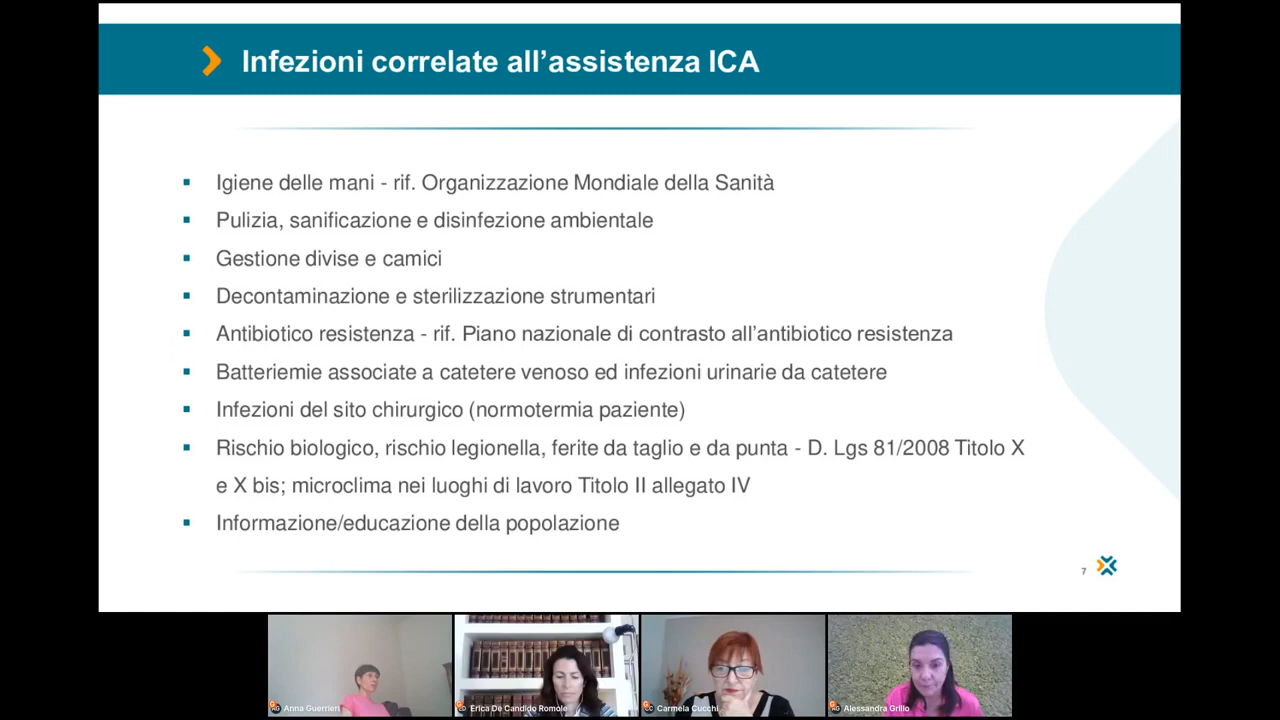 Infezioni correlate all’assistenza ICA
Igiene delle mani - rif. Organizzazione Mondiale della Sanità
Pulizia, sanificazione e disinfezione ambientale
Gestione divise e camici
Decontaminazione e sterilizzazione strumentari
Antibiotico resistenza - rif. Piano nazionale di contrasto all’antibiotico resistenza
Batteriemie associate a catetere venoso ed infezioni urinarie da catetere
Infezioni del sito chirurgico (normotermia paziente)
Rischio biologico, rischio legionella, ferite da taglio e da punta - D. Lgs 81/2008 Titolo X
e X bis; microclima nei luoghi di lavoro Titolo II allegato IV
Informazione/educazione della popolazione
7
AG Anna Guerrieri
Erica De Candido Romole
CC Carmela Cucchi
AG Alessandra Grillo